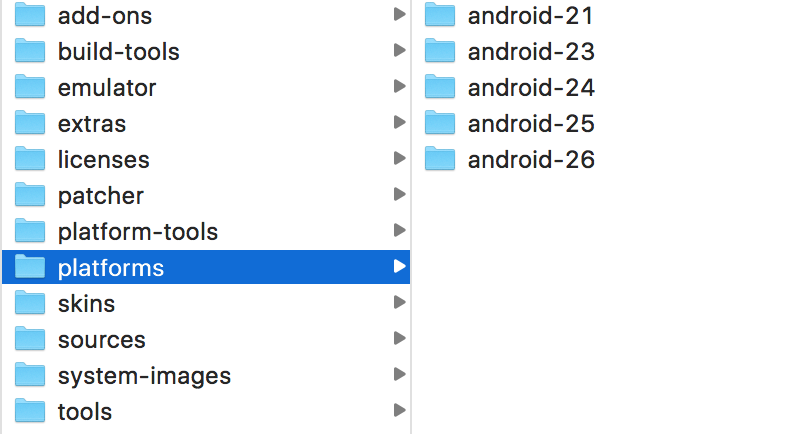 add-ons
build-tools
emulator
extras
licenses
patcher
platform-tools
platforms
skins
sources
system-images
tools
android-21
android-23
android-24
android-25
android-26